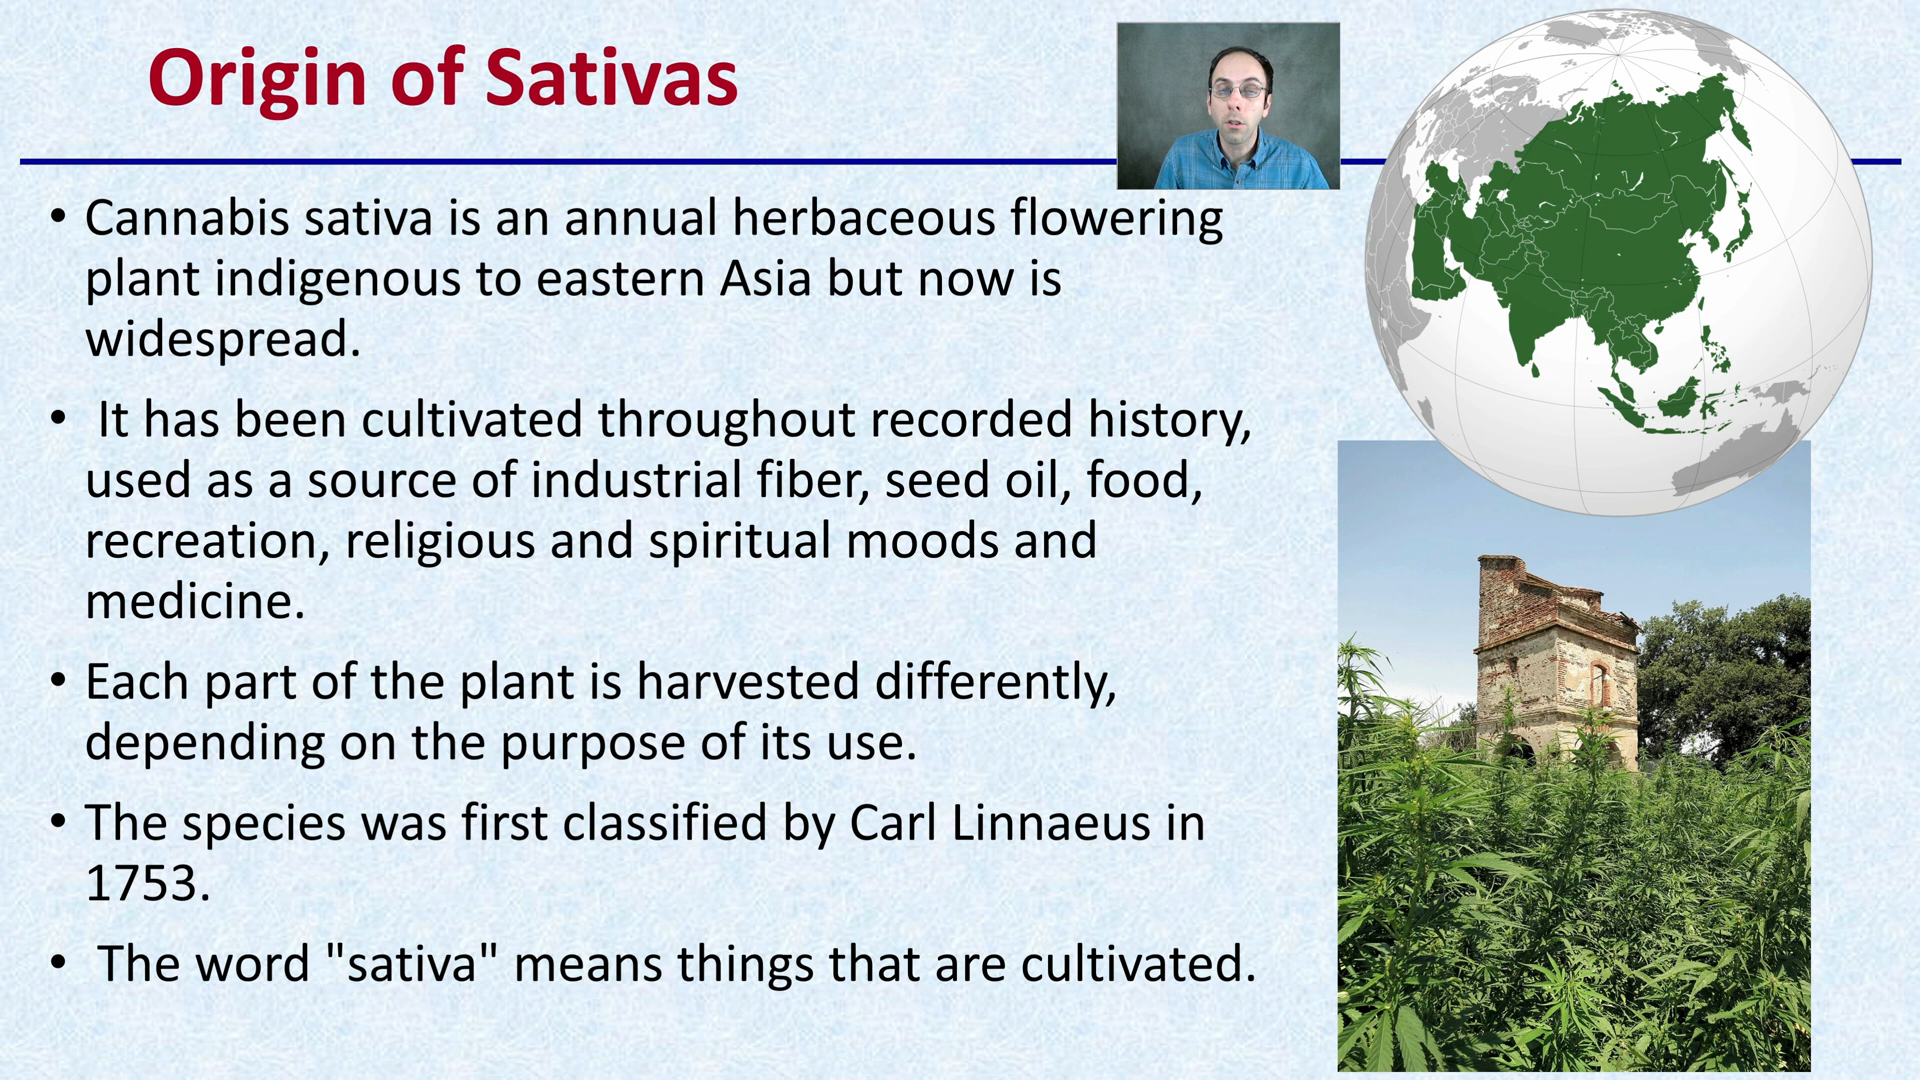 Origin of Sativas
• Cannabis sativa is an annual herbaceous flowering
plant indigenous to eastern Asia but now is
widespread.
• It has been cultivated throughout recorded history,
used as a source of industrial fiber, seed oil, food,
recreation, religious and spiritual moods and
medicine.
• Each part of the plant is harvested differently,
depending on the purpose of its use.
• The species was first classified by Carl Linnaeus in
1753.
• The word "sativa" means things that are cultivated.